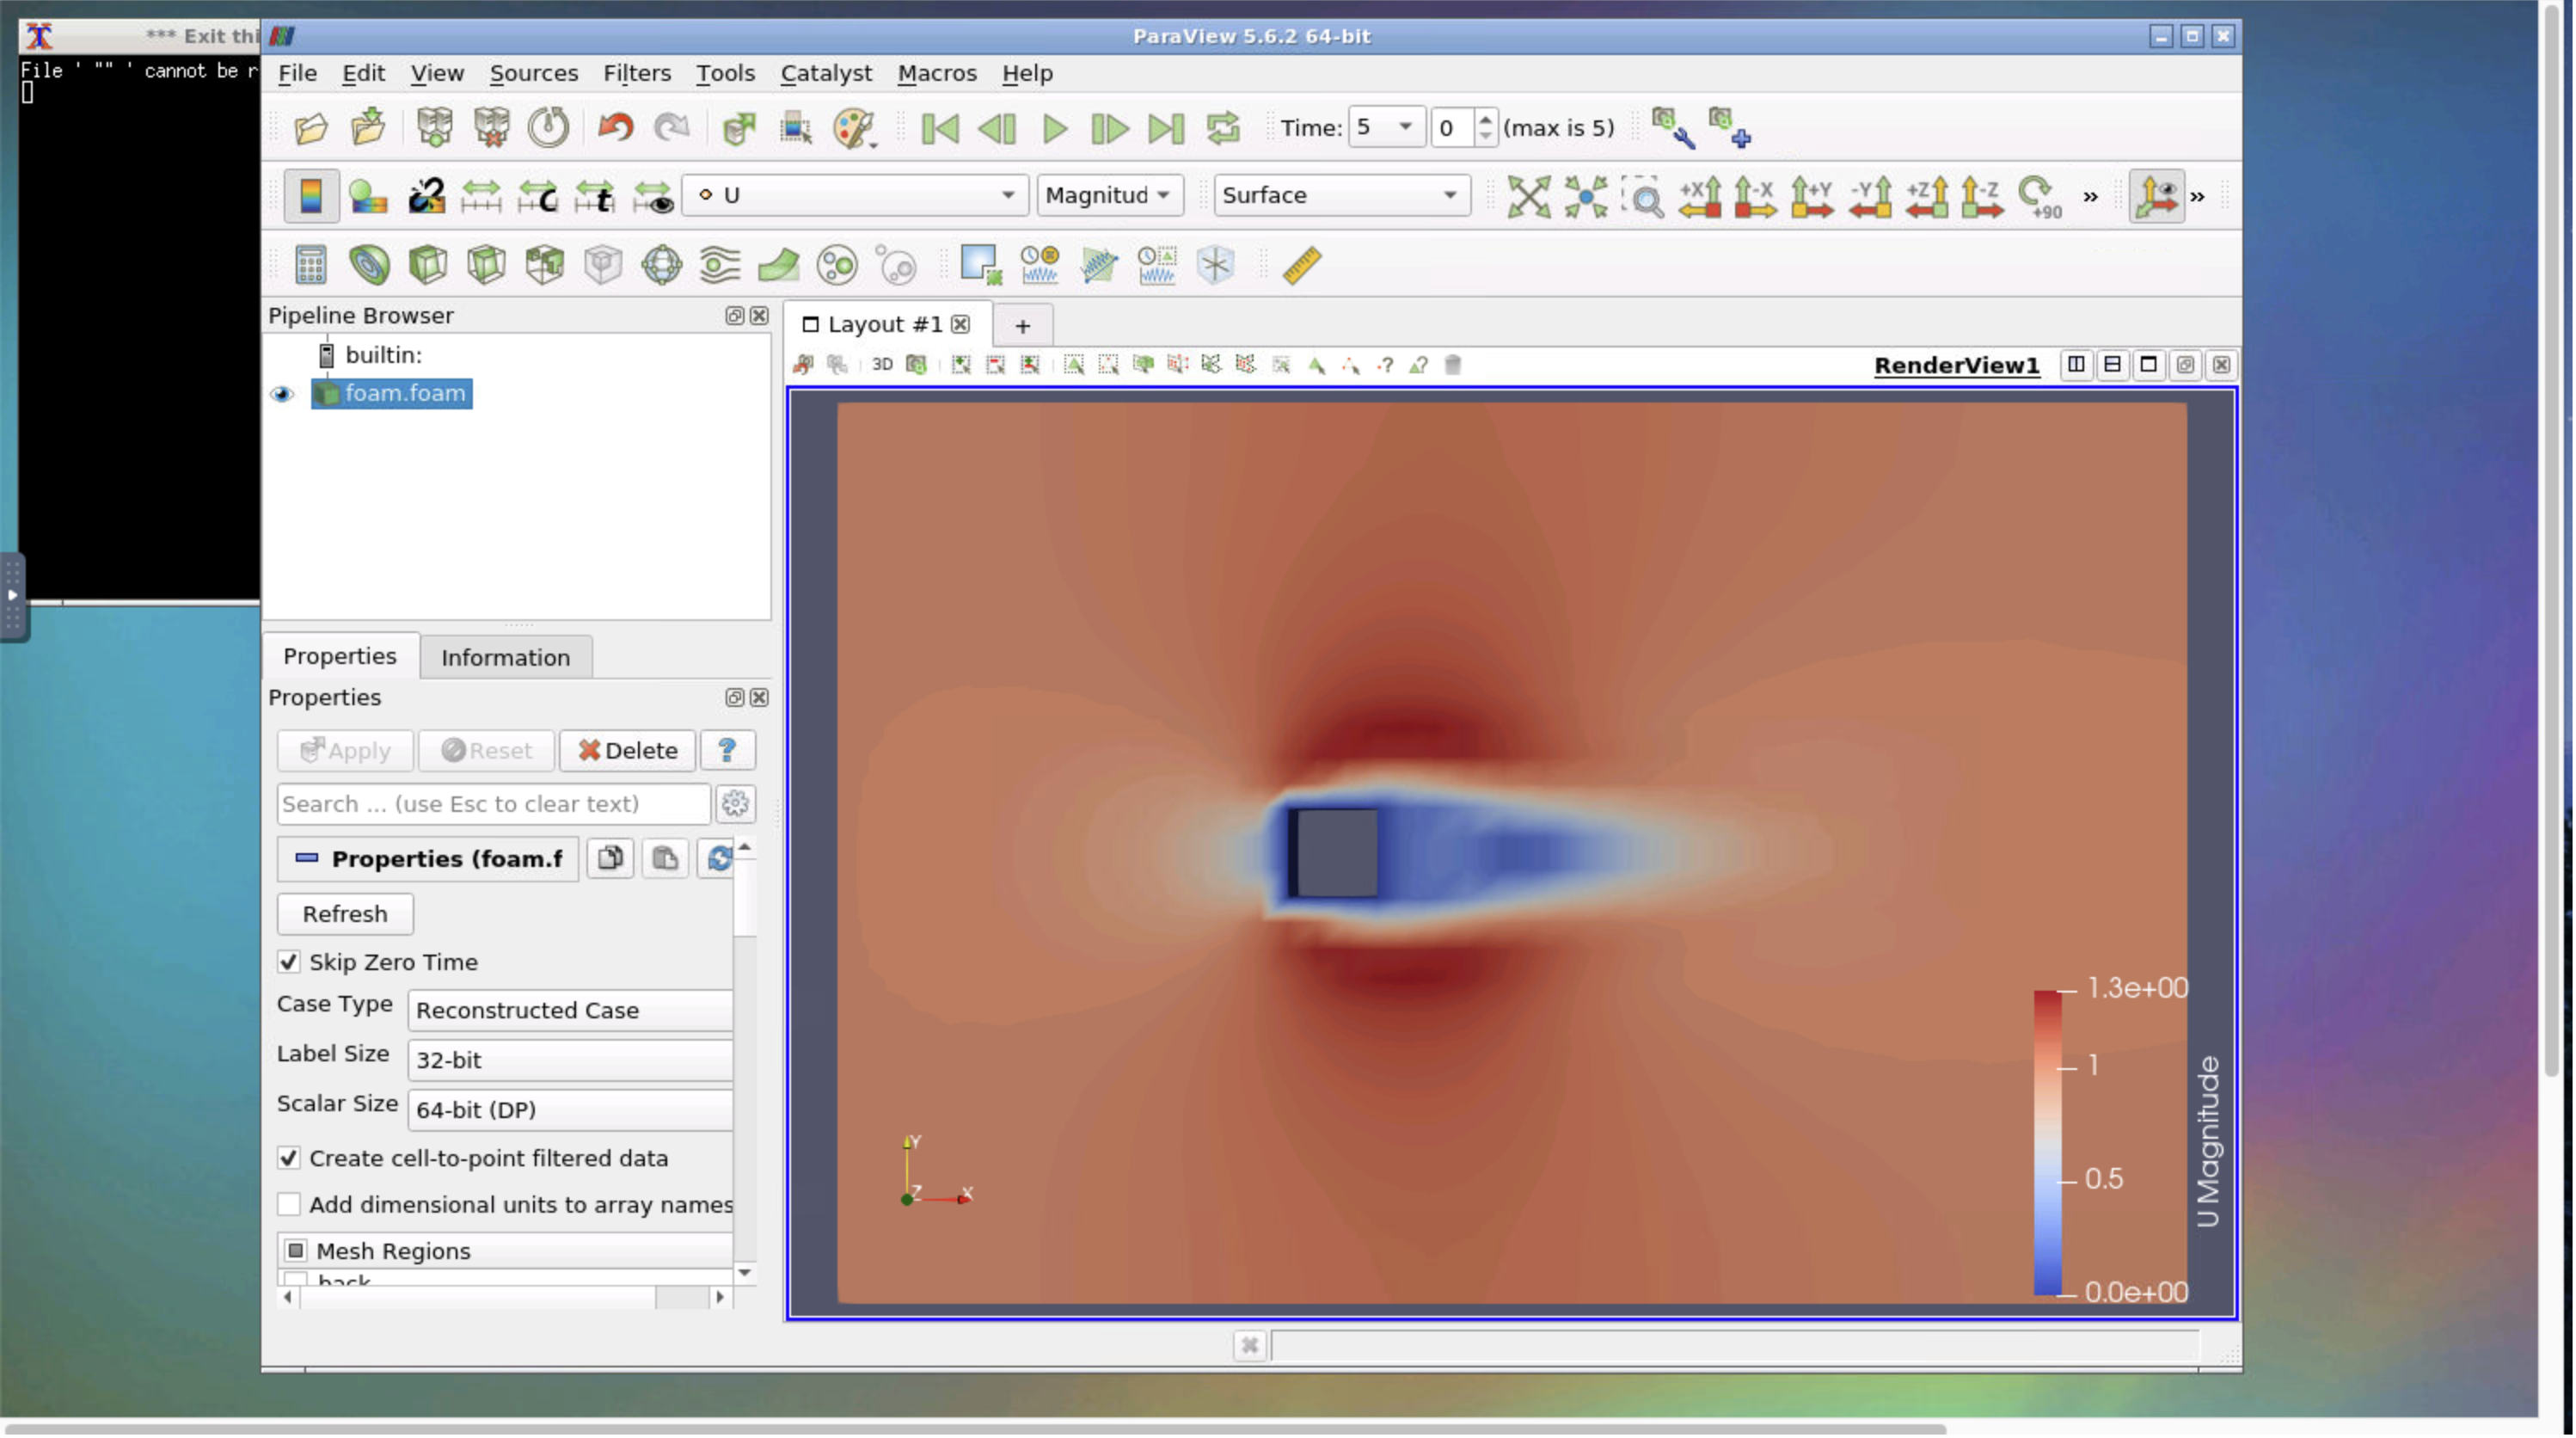 *** Exit thi
File ' "" ' cannot be r
ParaView 5.6.2 64-bit
File Edit View Sources Filters Tools Catalyst Macros Help
Time: 5 0 (max is 5)
U Magnitud Surface +X -X +Y -Y +Z -Z +90 » »
Pipeline Browser
builtin:
foam.foam
Layout #1 +
3D RenderView1
Properties Information
Properties
Apply Reset Delete ?
Search ... (use Esc to clear text)
Properties (foam.f
Refresh
Skip Zero Time
Case Type Reconstructed Case
Label Size 32-bit
Scalar Size 64-bit (DP)
Create cell-to-point filtered data
Add dimensional units to array names
Mesh Regions
back
Y
Z X
1.3e+00
1
0.5
0.0e+00
U Magnitude